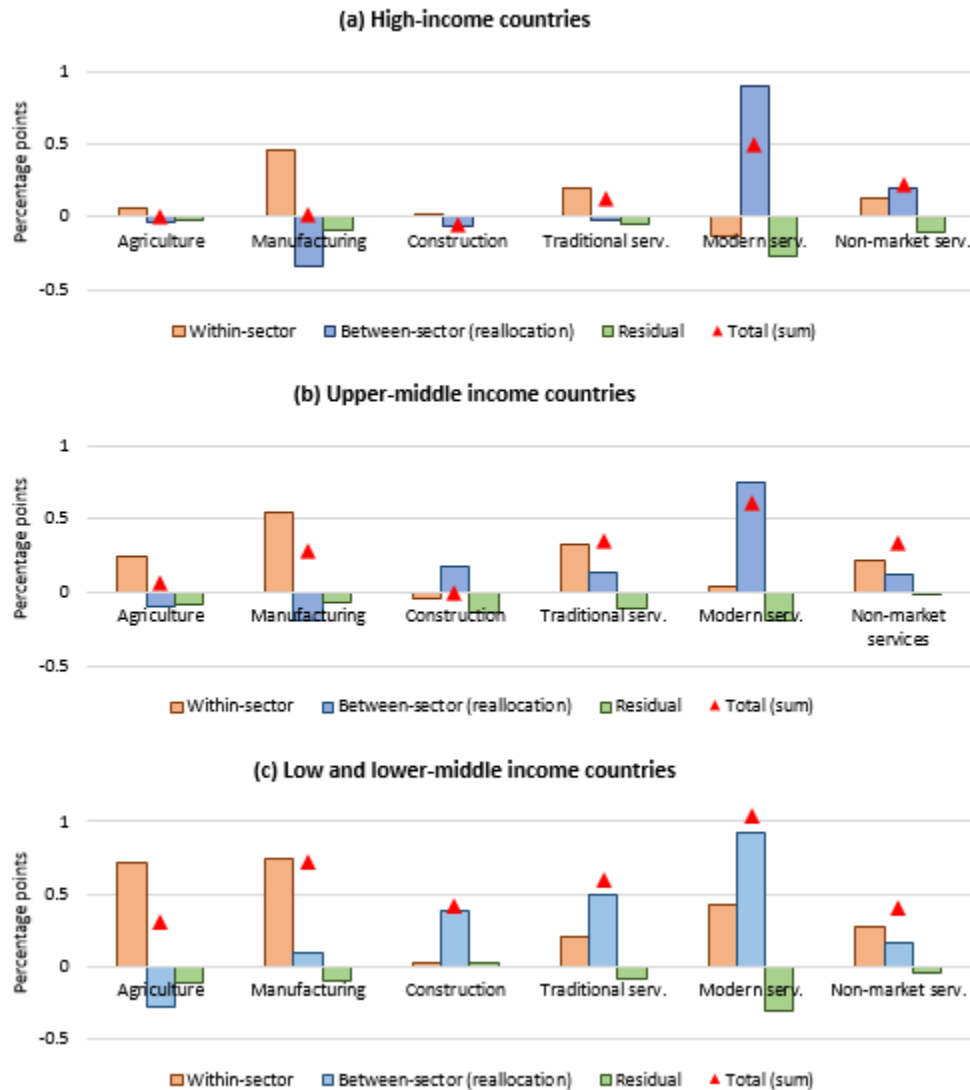 (a) High-income countries
Percentage points
1
0.5
0
-0.5
Agriculture Manufacturing Construction Traditional serv. Modern serv. Non-market serv.
Within-sector Between-sector (reallocation) Residual Total (sum)
(b) Upper-middle income countries
Percentage points
1
0.5
0
-0.5
Agriculture Manufacturing Construction Traditional serv. Modern serv. Non-market
services
Within-sector Between-sector (reallocation) Residual Total (sum)
(c) Low and lower-middle income countries
Percentage points
1
0.5
0
-0.5
Agriculture Manufacturing Construction Traditional serv. Modern serv. Non-market serv.
Within-sector Between-sector (reallocation) Residual Total (sum)